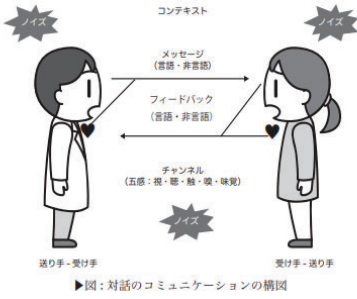 コンテキスト
ノイズ
ノイズ
メッセージ
(言語・非言語)
フィードバック
(言語・非言語)
チャンネル
(五感:視・聴・触・嗅・味覚)
ノイズ
送り手 - 受け手
受け手 - 送り手
▶図:対話のコミュニケーションの構図